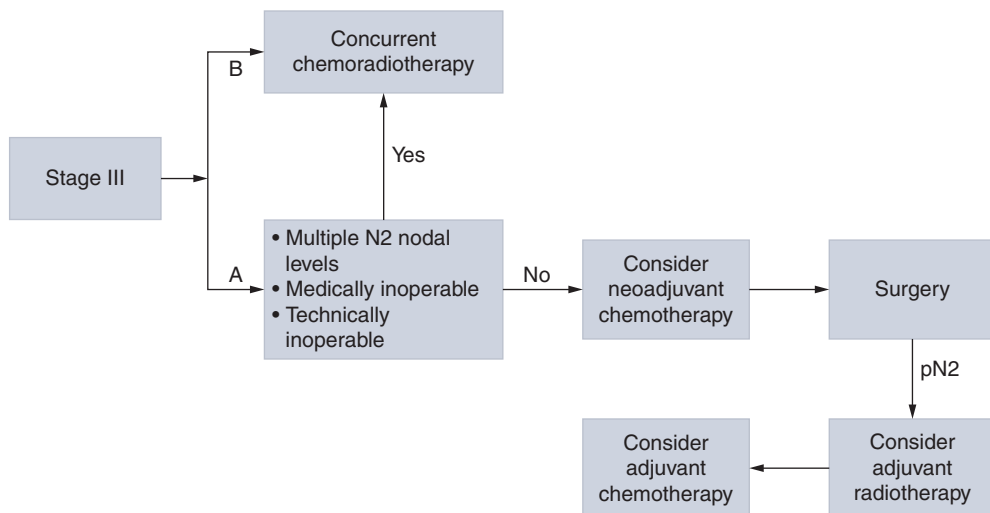 Concurrent
chemoradiotherapy
B
Stage III
Yes
A
• Multiple N2 nodal
levels
• Medically inoperable
• Technically
inoperable
No
Consider
neoadjuvant
chemotherapy
Surgery
pN2
Consider
adjuvant
chemotherapy
Consider
adjuvant
radiotherapy